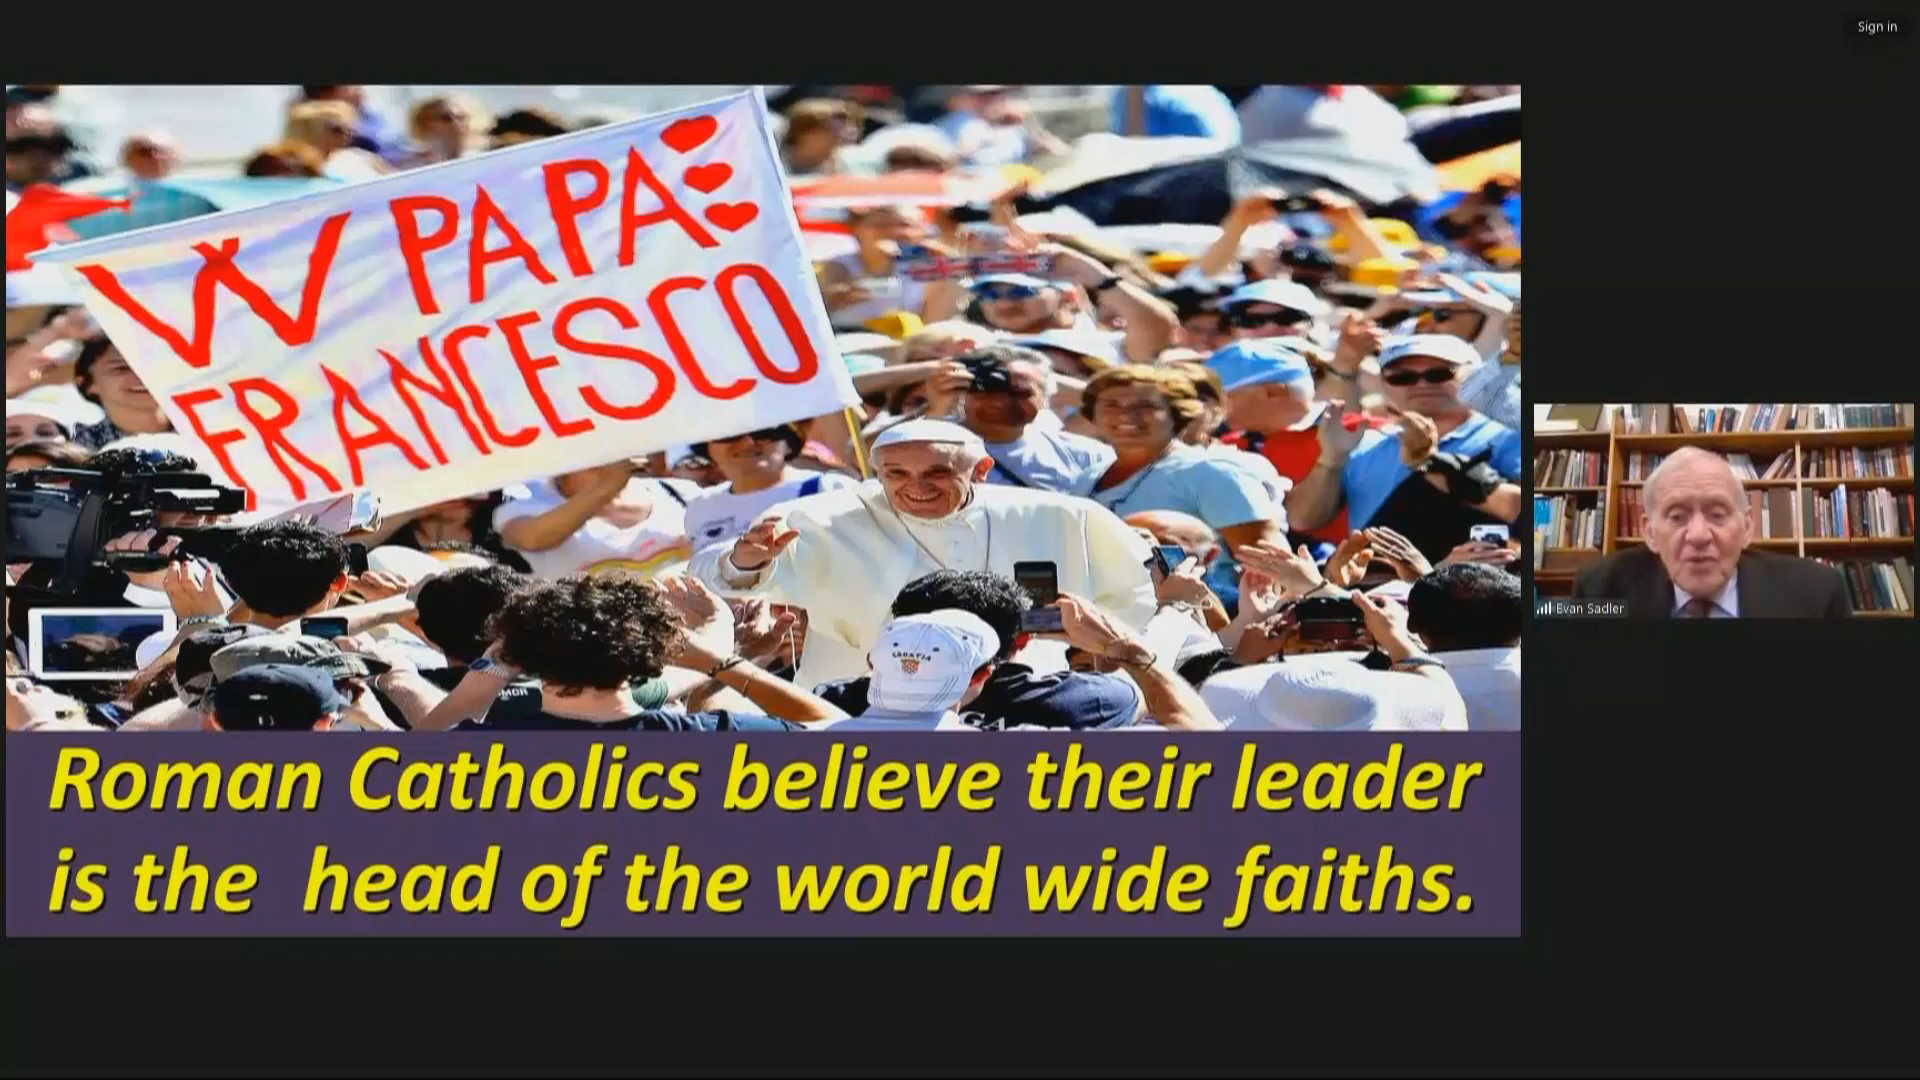 Sign in
W PAPA
FRANCESCO
CROATIA
Roman Catholics believe their leader
is the  head of the world wide faiths.
Evan Sadler